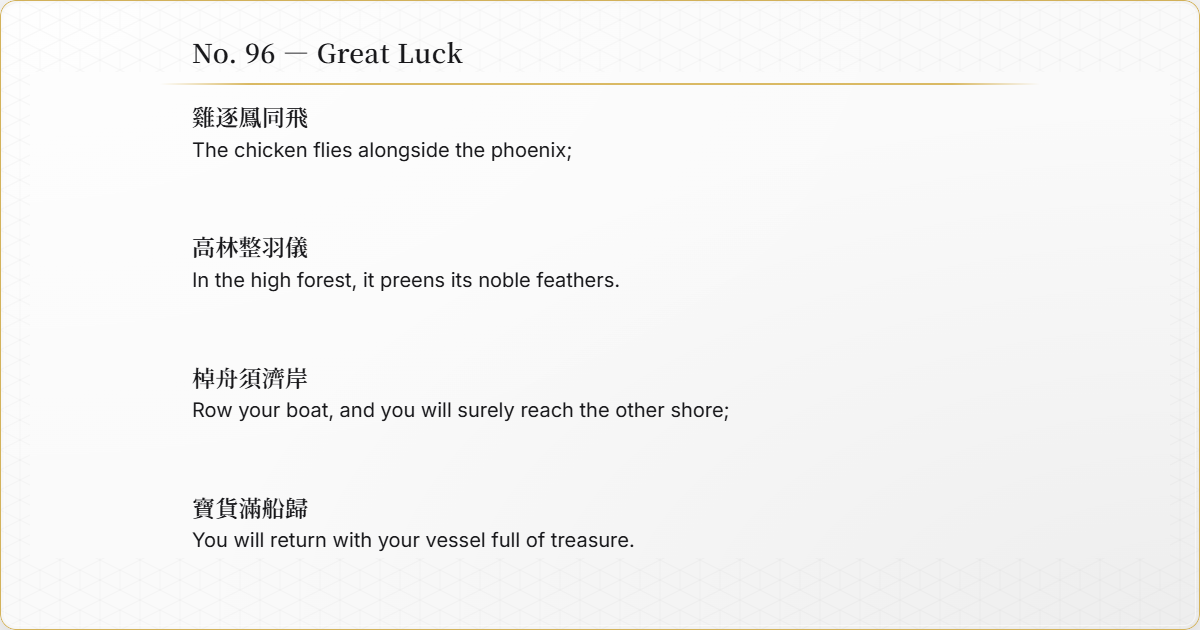 No. 96 — Great Luck
雞逐鳳同飛
The chicken flies alongside the phoenix;
高林整羽儀
In the high forest, it preens its noble feathers.
棹舟須濟岸
Row your boat, and you will surely reach the other shore;
寶貨滿船歸
You will return with your vessel full of treasure.